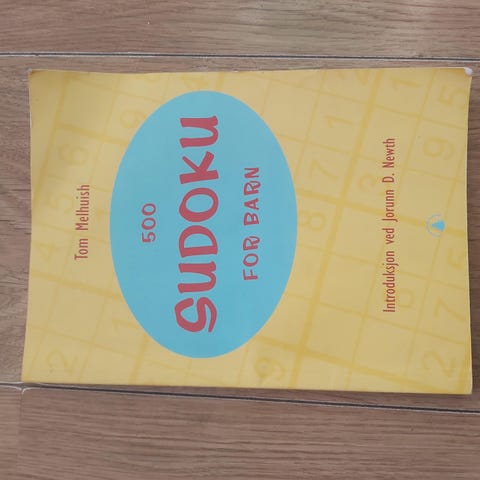 Tom Melhuish
500
SUDOKU
FOR BARN
Introduksjon ved Jorunn D. Newth